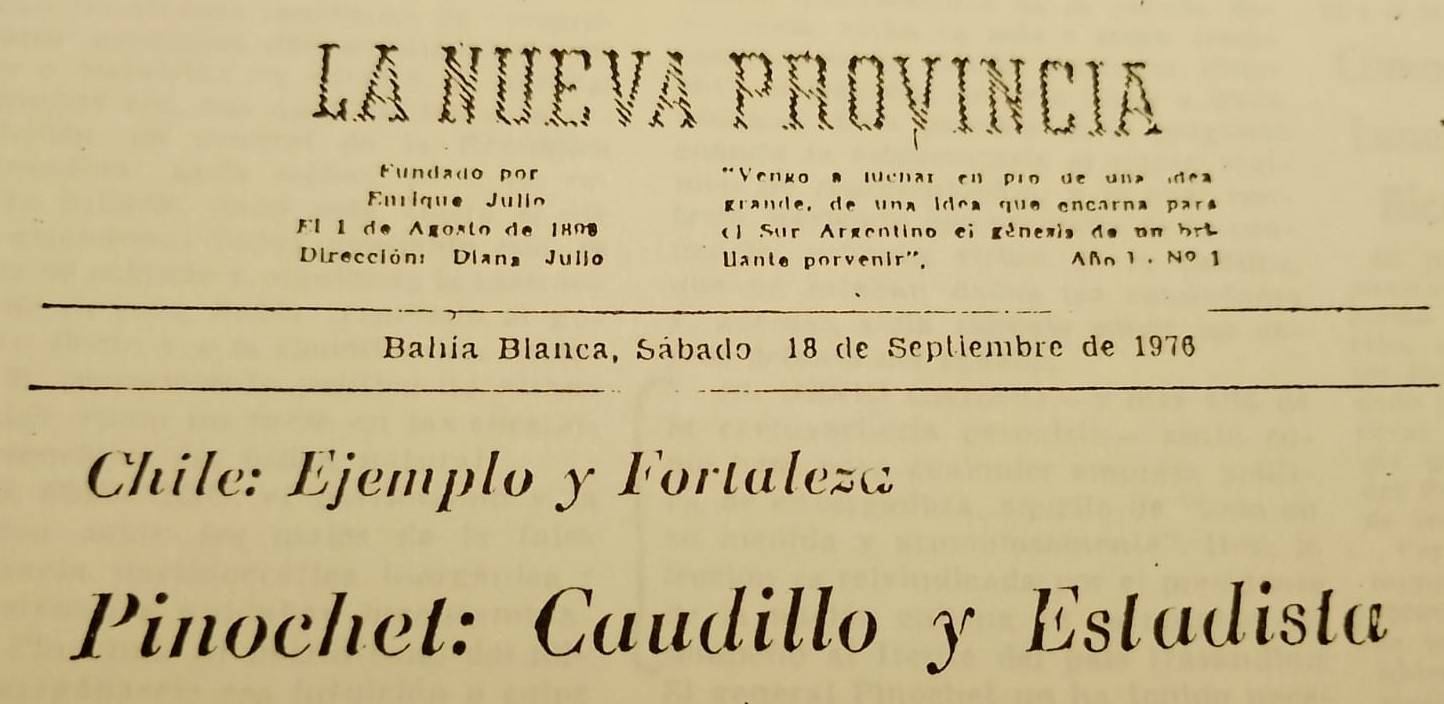 LA NUEVA PROVINCIA
Fundado por
Enrique Julio
El 1 de Agosto de 1898
Dirección: Diana Julio
"Vengo a luchar en pro de una idea
grande, de una idea que encarna para
el Sur Argentino el génesis de un bri-
llante porvenir".
Año 1 . Nº 1
Bahía Blanca, Sábado 18 de Septiembre de 1976
Chile: Ejemplo y Fortaleza
Pinochet: Caudillo y Estadista